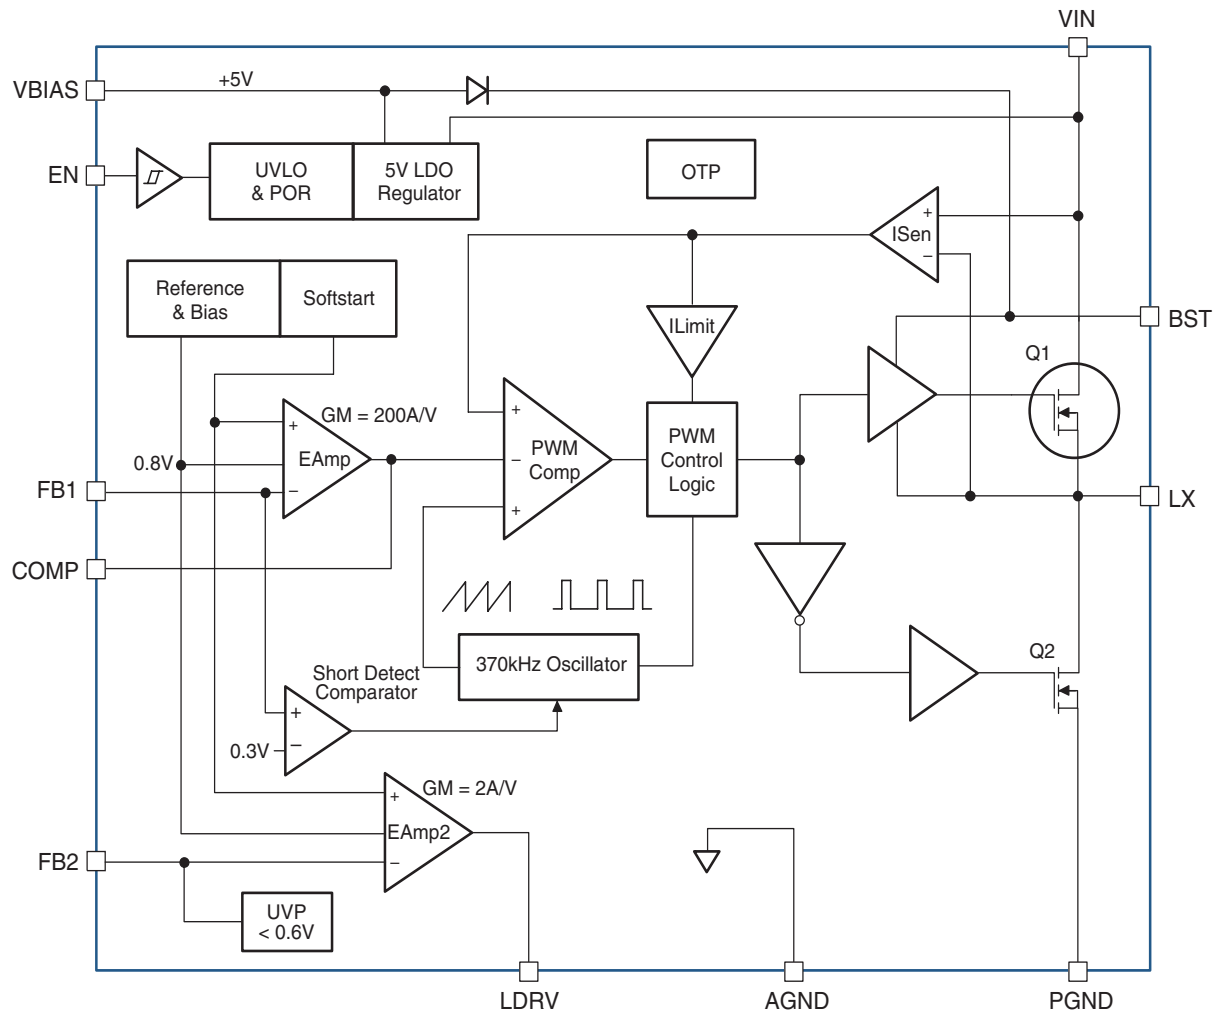 VIN
VBIAS
+5V
EN
UVLO
& POR
5V LDO
Regulator
OTP
+
ISen
−
Reference
& Bias
Softstart
ILimit
BST
Q1
GM = 200A/V
+
EAmp
−
0.8V
FB1
+
PWM
Comp
−
+
PWM
Control
Logic
LX
COMP
370kHz Oscillator
Short Detect
Comparator
+
−
0.3V
Q2
GM = 2A/V
+
EAmp2
−
FB2
UVP
< 0.6V
LDRV
AGND
PGND